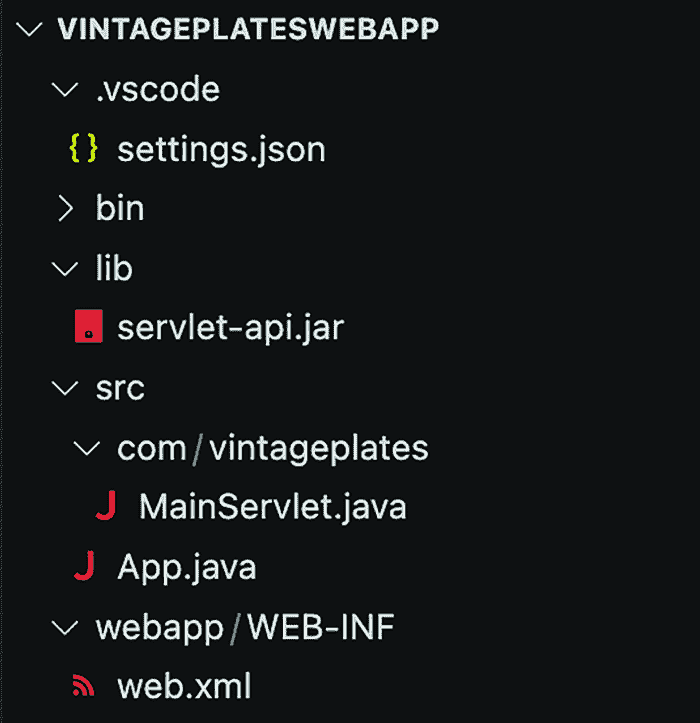 VINTAGEPLATESWEBAPP
.vscode
{} settings.json
bin
lib
servlet-api.jar
src
com/vintageplates
J MainServlet.java
J App.java
webapp/WEB-INF
web.xml